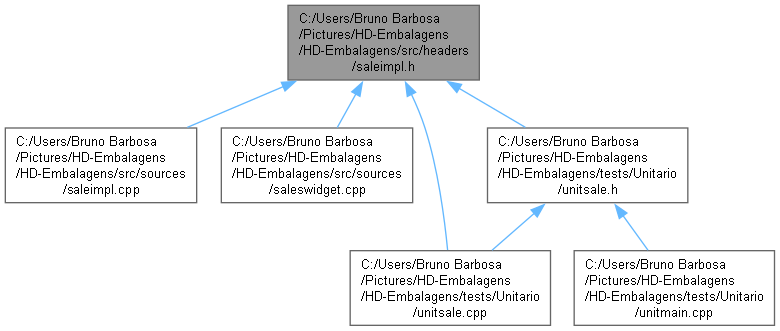 C:/Users/Bruno Barbosa
/Pictures/HD-Embalagens
/HD-Embalagens/src/headers
/saleimpl.h
C:/Users/Bruno Barbosa
/Pictures/HD-Embalagens
/HD-Embalagens/src/sources
/saleimpl.cpp
C:/Users/Bruno Barbosa
/Pictures/HD-Embalagens
/HD-Embalagens/src/sources
/saleswidget.cpp
C:/Users/Bruno Barbosa
/Pictures/HD-Embalagens
/HD-Embalagens/tests/Unitario
/unitsale.h
C:/Users/Bruno Barbosa
/Pictures/HD-Embalagens
/HD-Embalagens/tests/Unitario
/unitsale.cpp
C:/Users/Bruno Barbosa
/Pictures/HD-Embalagens
/HD-Embalagens/tests/Unitario
/unitmain.cpp